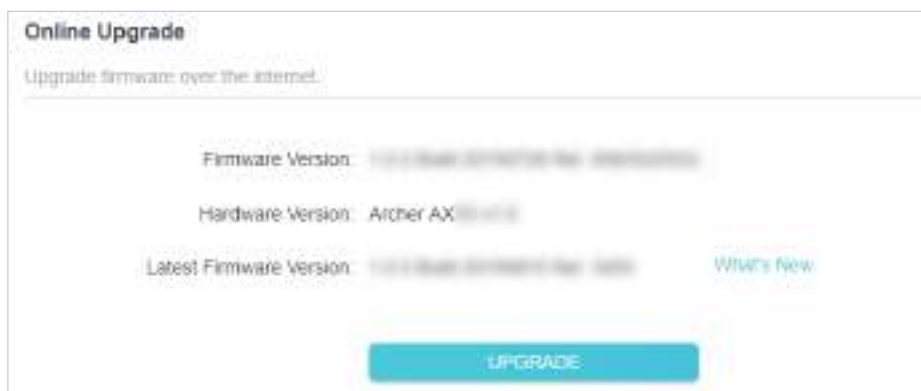 Online Upgrade
Upgrade firmware over the internet.
Firmware Version:
Hardware Version: Archer AX
Latest Firmware Version: What's New
UPGRADE